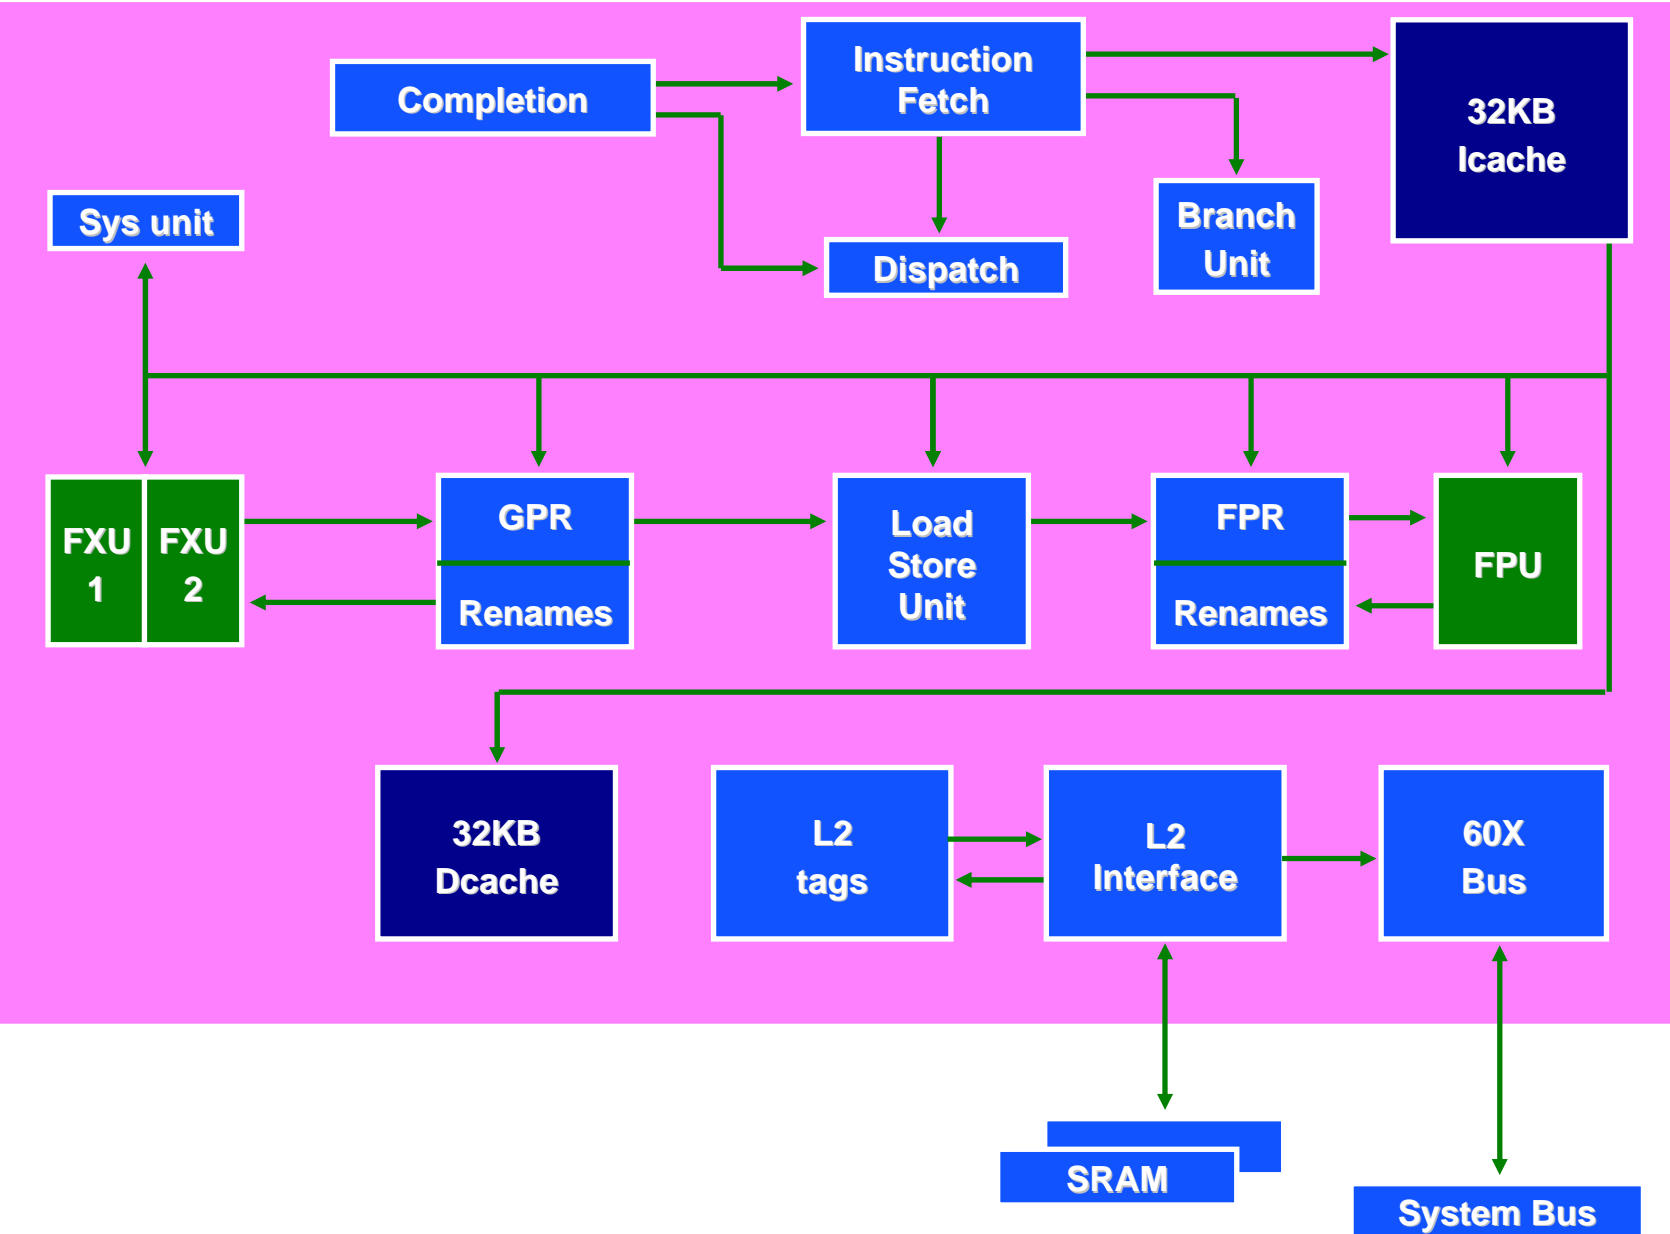 Completion
Instruction
Fetch
32KB
Icache
Sys unit
Dispatch
Branch
Unit
FXU
1
FXU
2
GPR
Renames
Load
Store
Unit
FPR
Renames
FPU
32KB
Dcache
L2
tags
L2
Interface
60X
Bus
SRAM
System Bus